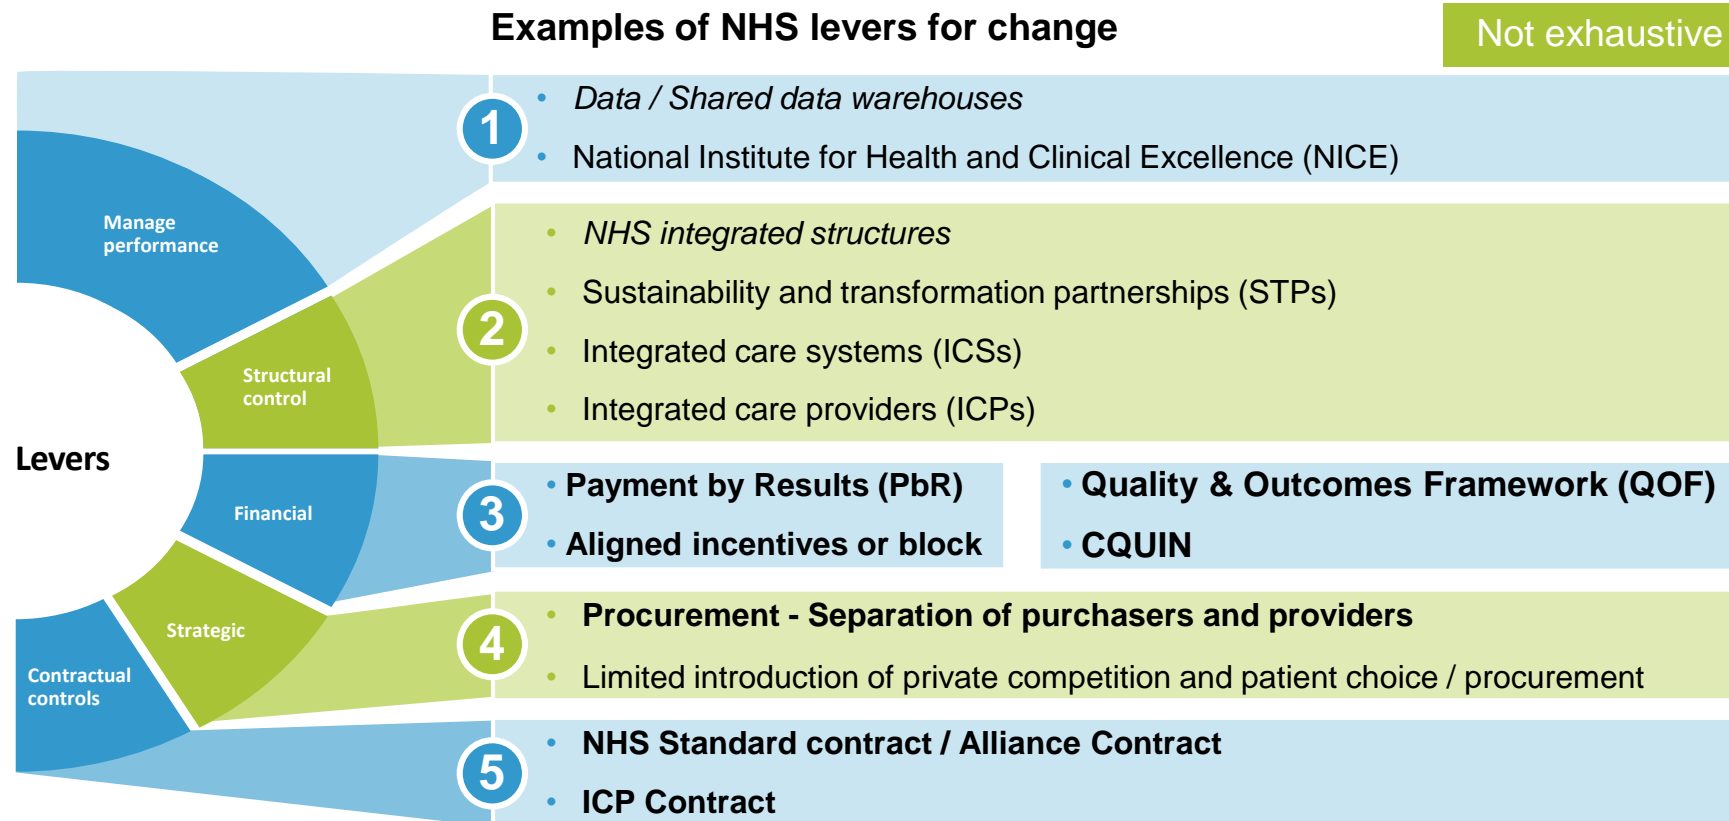 Examples of NHS levers for change
Not exhaustive
Levers
Manage
performance
1
• Data / Shared data warehouses
• National Institute for Health and Clinical Excellence (NICE)
Structural
control
2
• NHS integrated structures
• Sustainability and transformation partnerships (STPs)
• Integrated care systems (ICSs)
• Integrated care providers (ICPs)
Financial
3
• Payment by Results (PbR)
• Aligned incentives or block
• Quality & Outcomes Framework (QOF)
• CQUIN
Strategic
4
• Procurement - Separation of purchasers and providers
• Limited introduction of private competition and patient choice / procurement
Contractual
controls
5
• NHS Standard contract / Alliance Contract
• ICP Contract